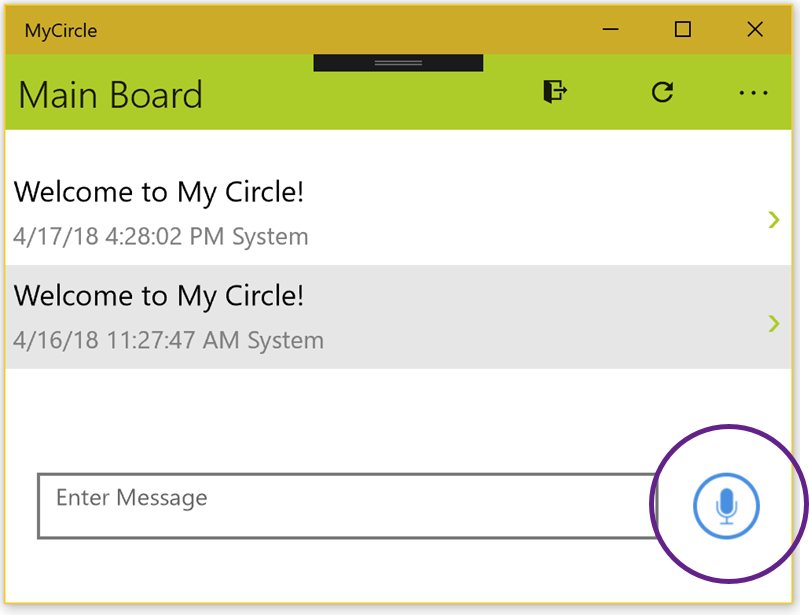 MyCircle
Main Board
Welcome to My Circle!
4/17/18 4:28:02 PM System
Welcome to My Circle!
4/16/18 11:27:47 AM System
Enter Message